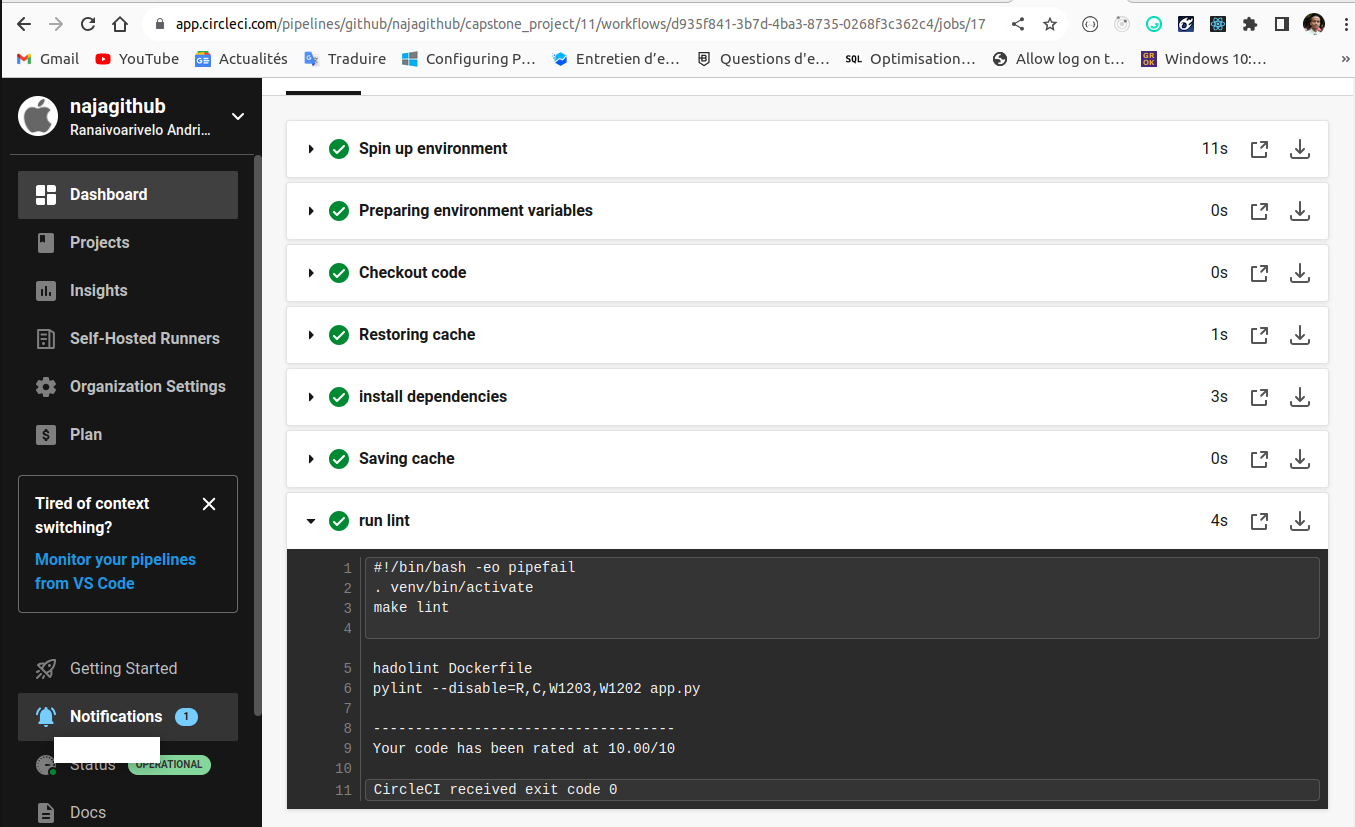 app.circleci.com/pipelines/github/najagithub/capstone_project/11/workflows/d935f841-3b7d-4ba3-8735-0268f3c362c4/jobs/17
Gmail YouTube Actualités Traduire Configuring P... Entretien d'e... Questions d'e... SQL Optimisation... Allow log on t... GROK Windows 10:... »
najagithub
Ranaivoarivelo Andri...
Dashboard
Projects
Insights
Self-Hosted Runners
Organization Settings
Plan
Tired of context
switching?
Monitor your pipelines
from VS Code
Getting Started
Notifications 1
Status OPERATIONAL
Docs
Spin up environment 11s
Preparing environment variables 0s
Checkout code 0s
Restoring cache 1s
install dependencies 3s
Saving cache 0s
run lint 4s
1 #!/bin/bash -eo pipefail
2 . venv/bin/activate
3 make lint
4
5 hadolint Dockerfile
6 pylint --disable=R,C,W1203,W1202 app.py
7
8 ------------------------------------
9 Your code has been rated at 10.00/10
10
11 CircleCI received exit code 0